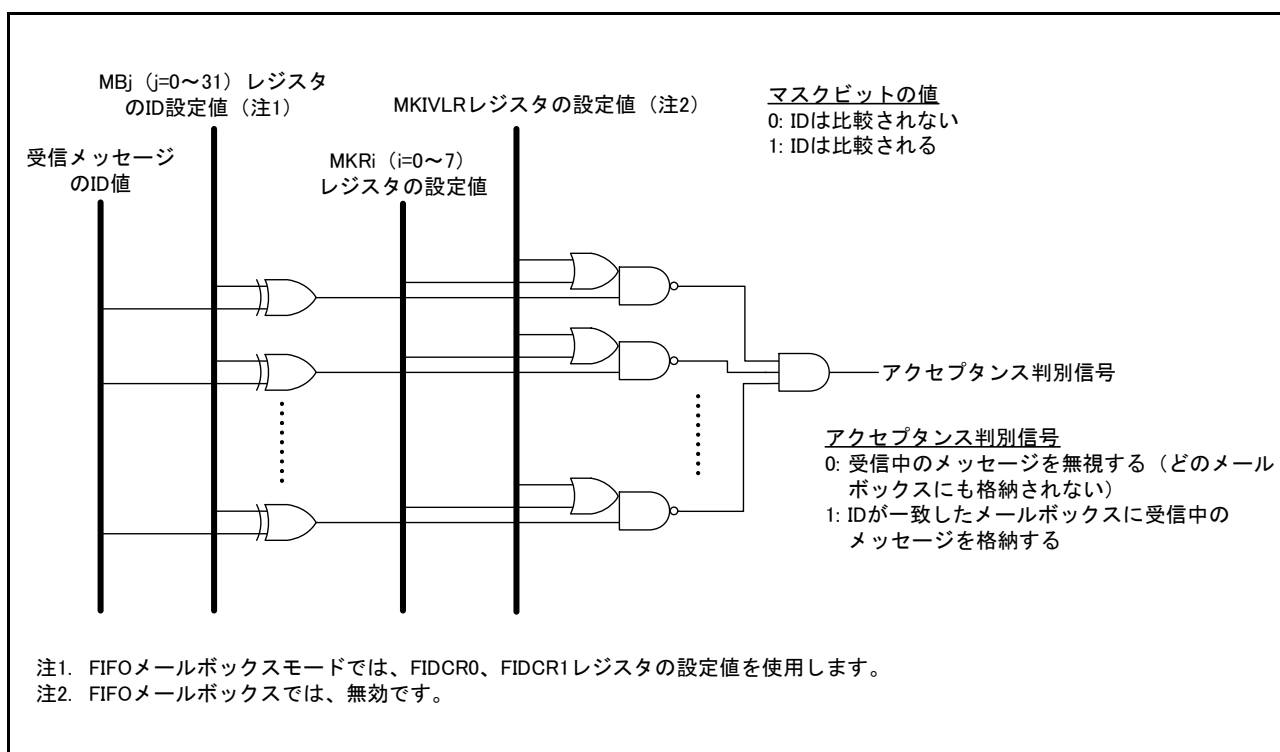 MBj（j=0～31）レジスタ
のID設定値（注1）
MKIVLRレジスタの設定値（注2）
マスクビットの値
0: IDは比較されない
1: IDは比較される
受信メッセージ
のID値
MKRi（i=0～7）
レジスタの設定値
アクセプタンス判別信号
アクセプタンス判別信号
0: 受信中のメッセージを無視する（どのメール
ボックスにも格納されない）
1: IDが一致したメールボックスに受信中の
メッセージを格納する
注1. FIFOメールボックスモードでは、FIDCR0、FIDCR1レジスタの設定値を使用します。
注2. FIFOメールボックスでは、無効です。